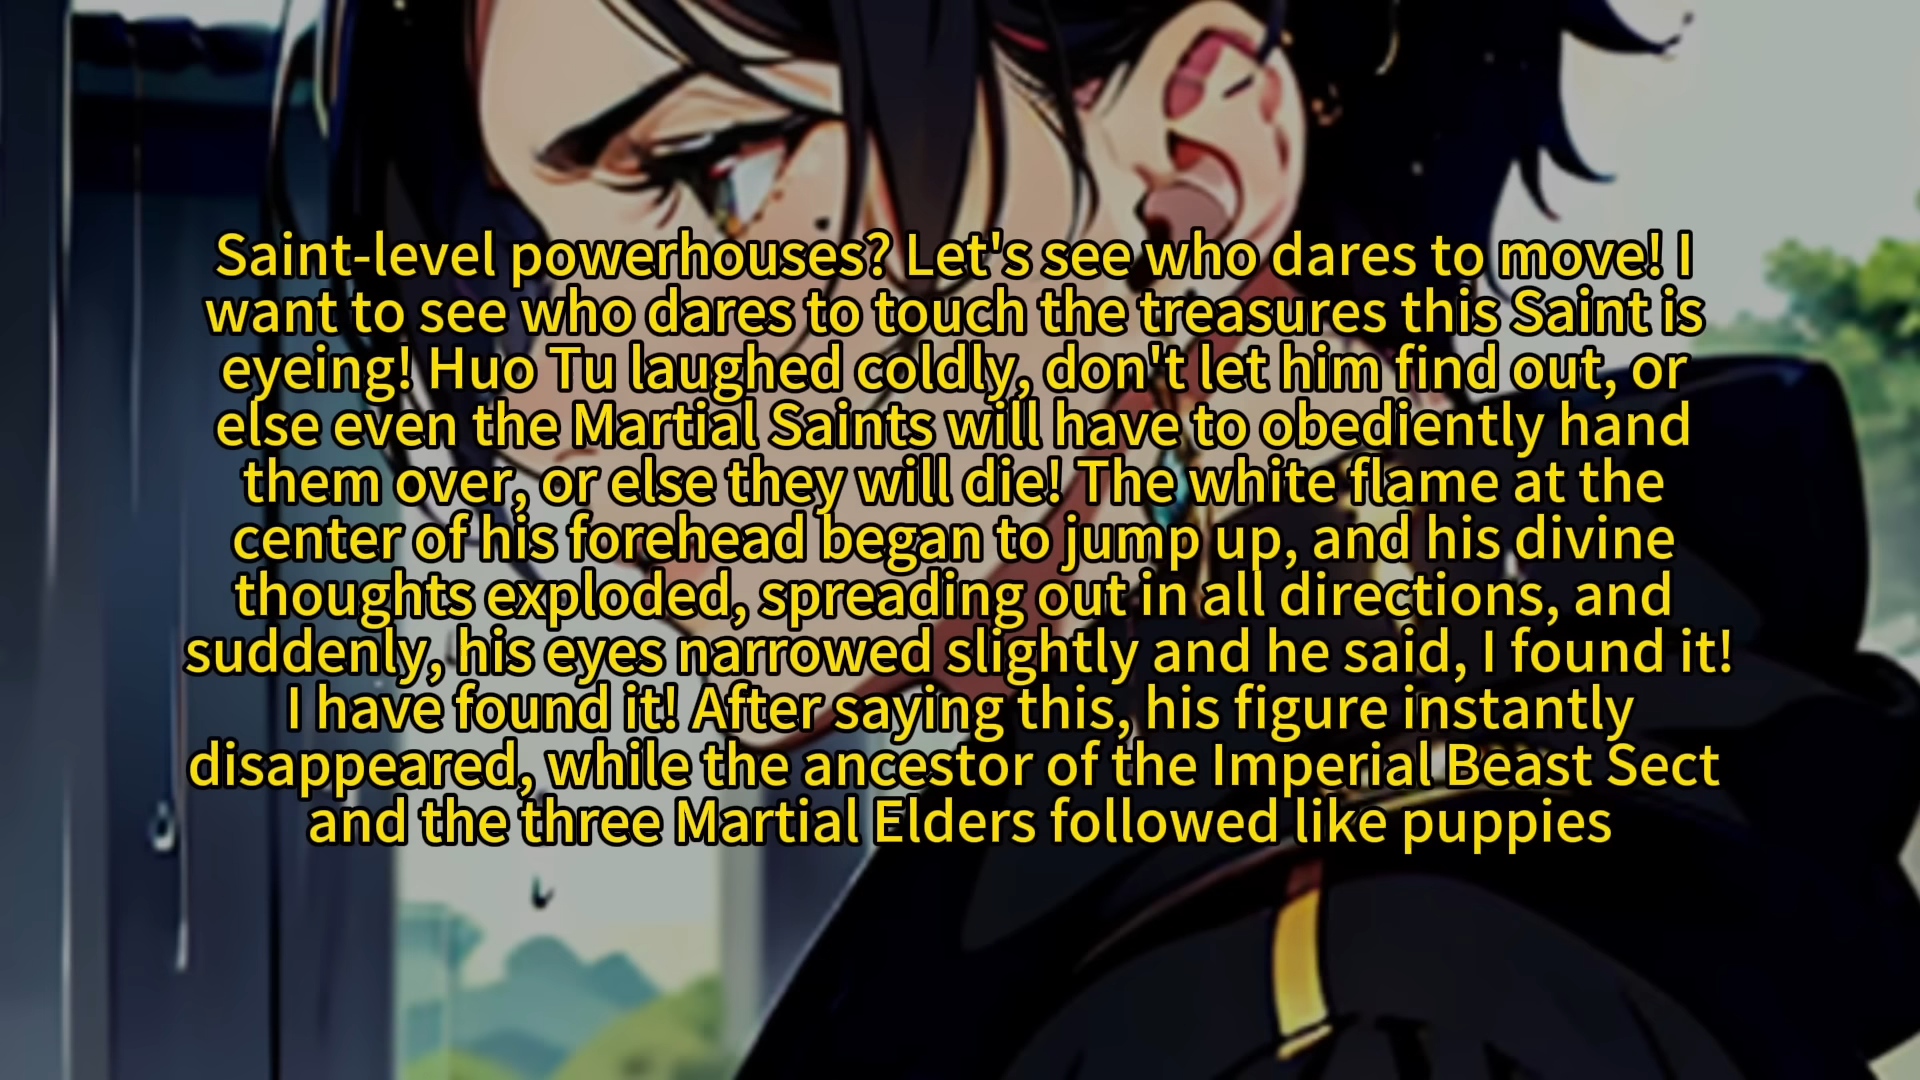 Saint-level powerhouses? Let's see who dares to move! I
want to see who dares to touch the treasures this Saint is
eyeing! Huo Tu laughed coldly, don't let him find out, or
else even the Martial Saints will have to obediently hand
them over, or else they will die! The white flame at the
center of his forehead began to jump up, and his divine
thoughts exploded, spreading out in all directions, and
suddenly, his eyes narrowed slightly and he said, I found it!
I have found it! After saying this, his figure instantly
disappeared, while the ancestor of the Imperial Beast Sect
and the three Martial Elders followed like puppies